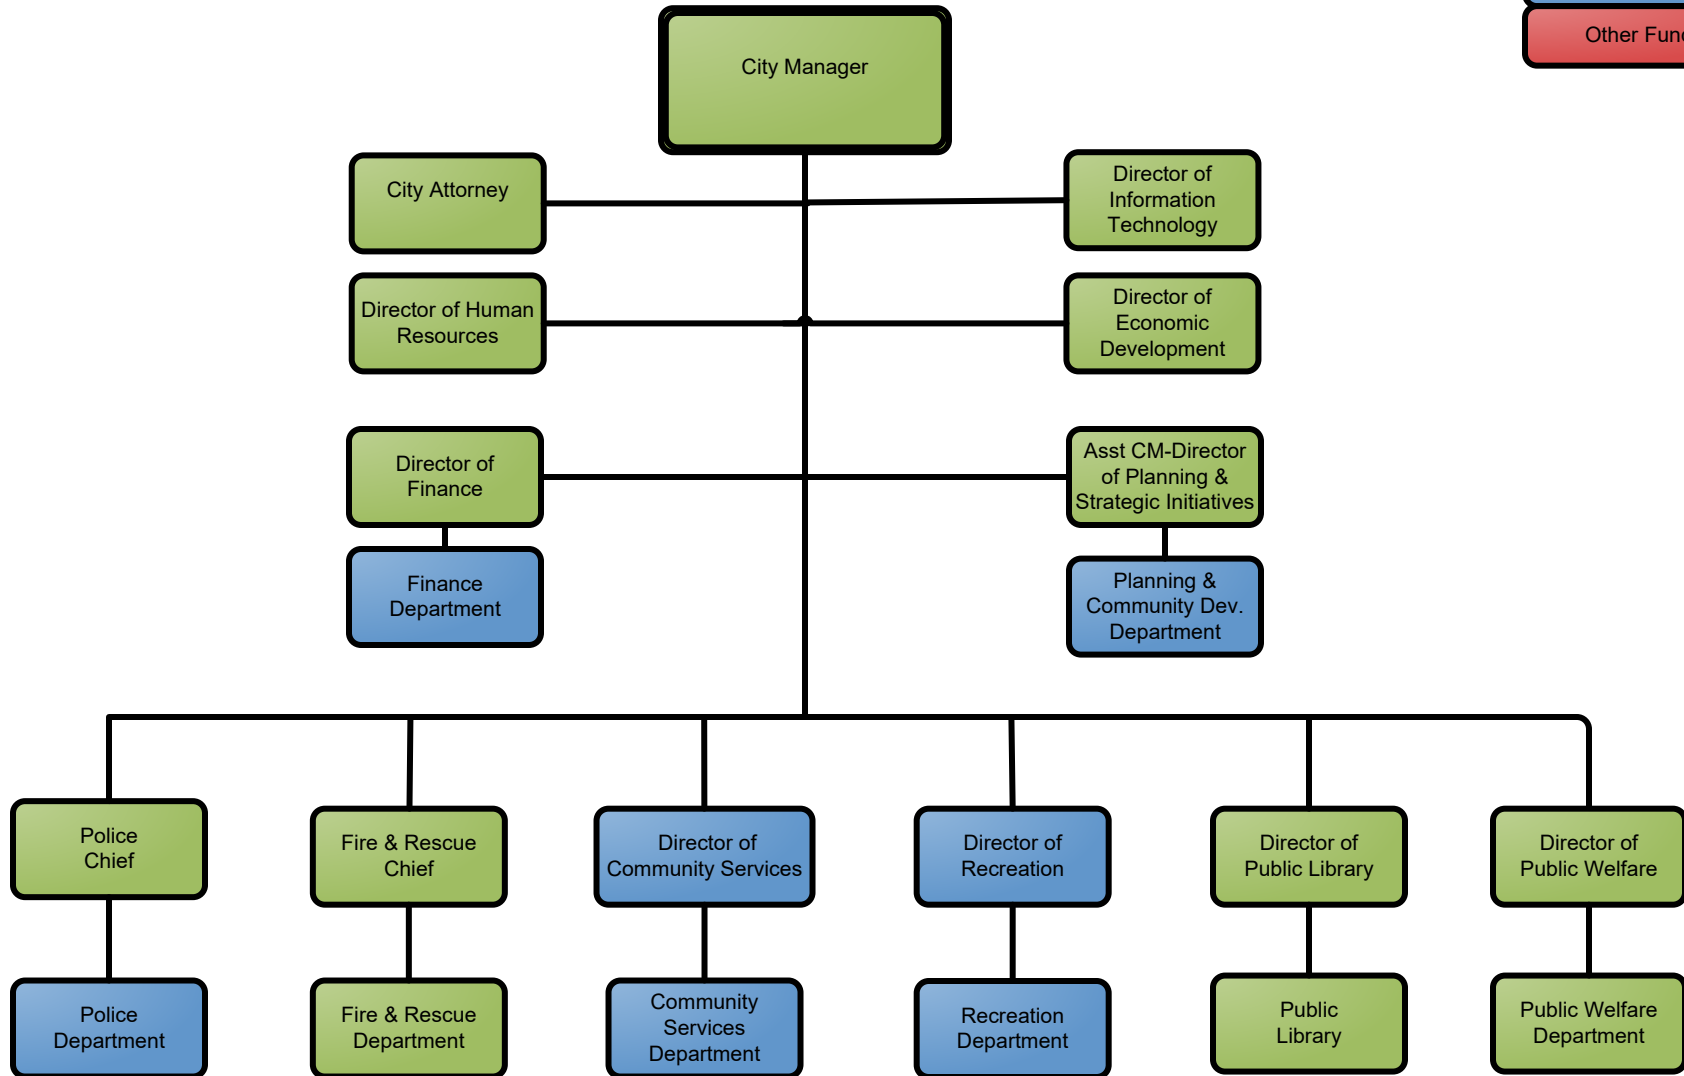 City Manager
Other Fun
City Attorney
Director of
Information
Technology
Director of Human
Resources
Director of
Economic
Development
Director of
Finance
Asst CM-Director
of Planning &
Strategic Initiatives
Finance
Department
Planning &
Community Dev.
Department
Police
Chief
Fire & Rescue
Chief
Director of
Community Services
Director of
Recreation
Director of
Public Library
Director of
Public Welfare
Police
Department
Fire & Rescue
Department
Community
Services
Department
Recreation
Department
Public
Library
Public Welfare
Department